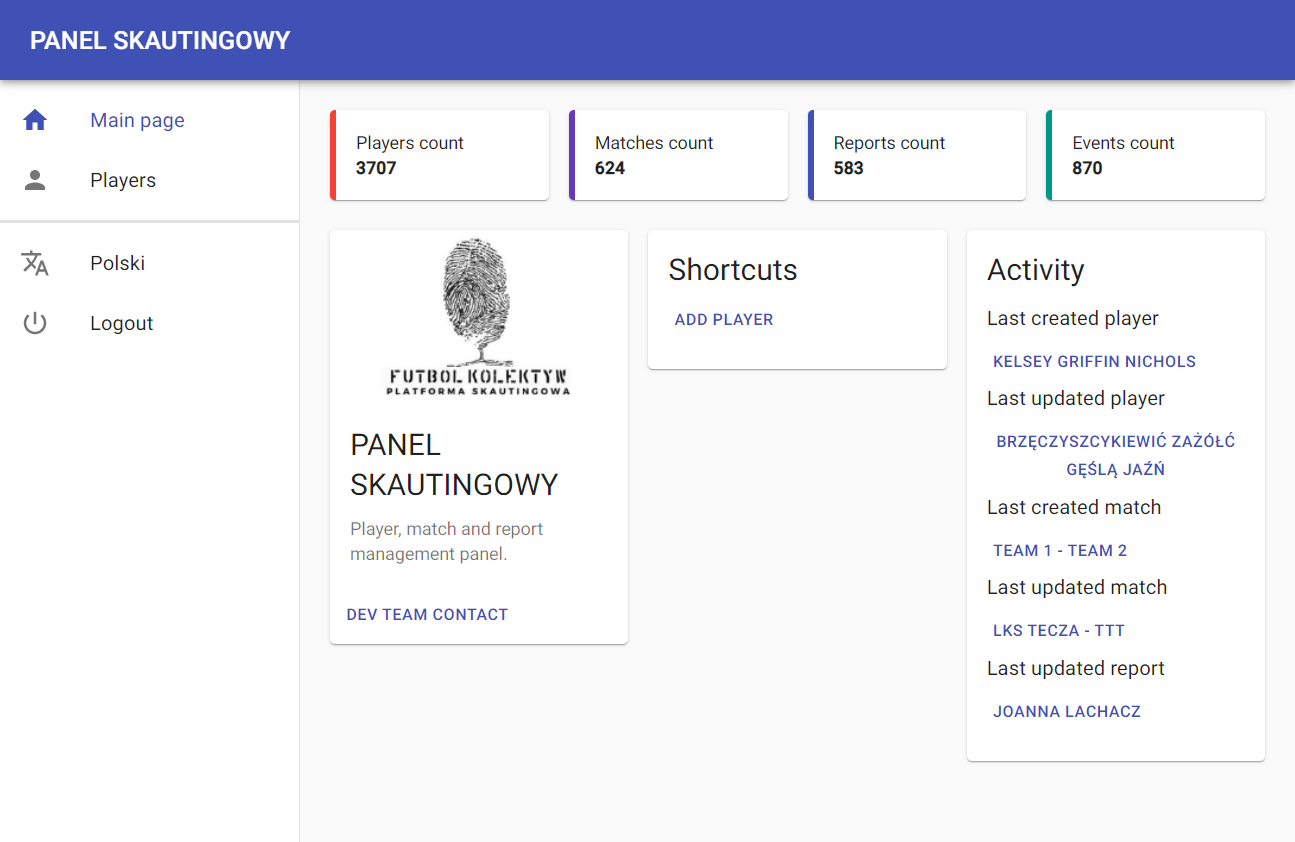 PANEL SKAUTINGOWY
Main page
Players
Polski
Logout
Players count
3707
Matches count
624
Reports count
583
Events count
870
FUTBOL KOLEKTYW
PLATFORMA SKAUTINGOWA
PANEL
SKAUTINGOWY
Player, match and report
management panel.
DEV TEAM CONTACT
Shortcuts
ADD PLAYER
Activity
Last created player
KELSEY GRIFFIN NICHOLS
Last updated player
BRZĘCZYSZCYKIEWIĆ ZAŻÓŁĆ
GĘŚLĄ JAŹŃ
Last created match
TEAM 1 - TEAM 2
Last updated match
LKS TECZA - TTT
Last updated report
JOANNA LACHACZ